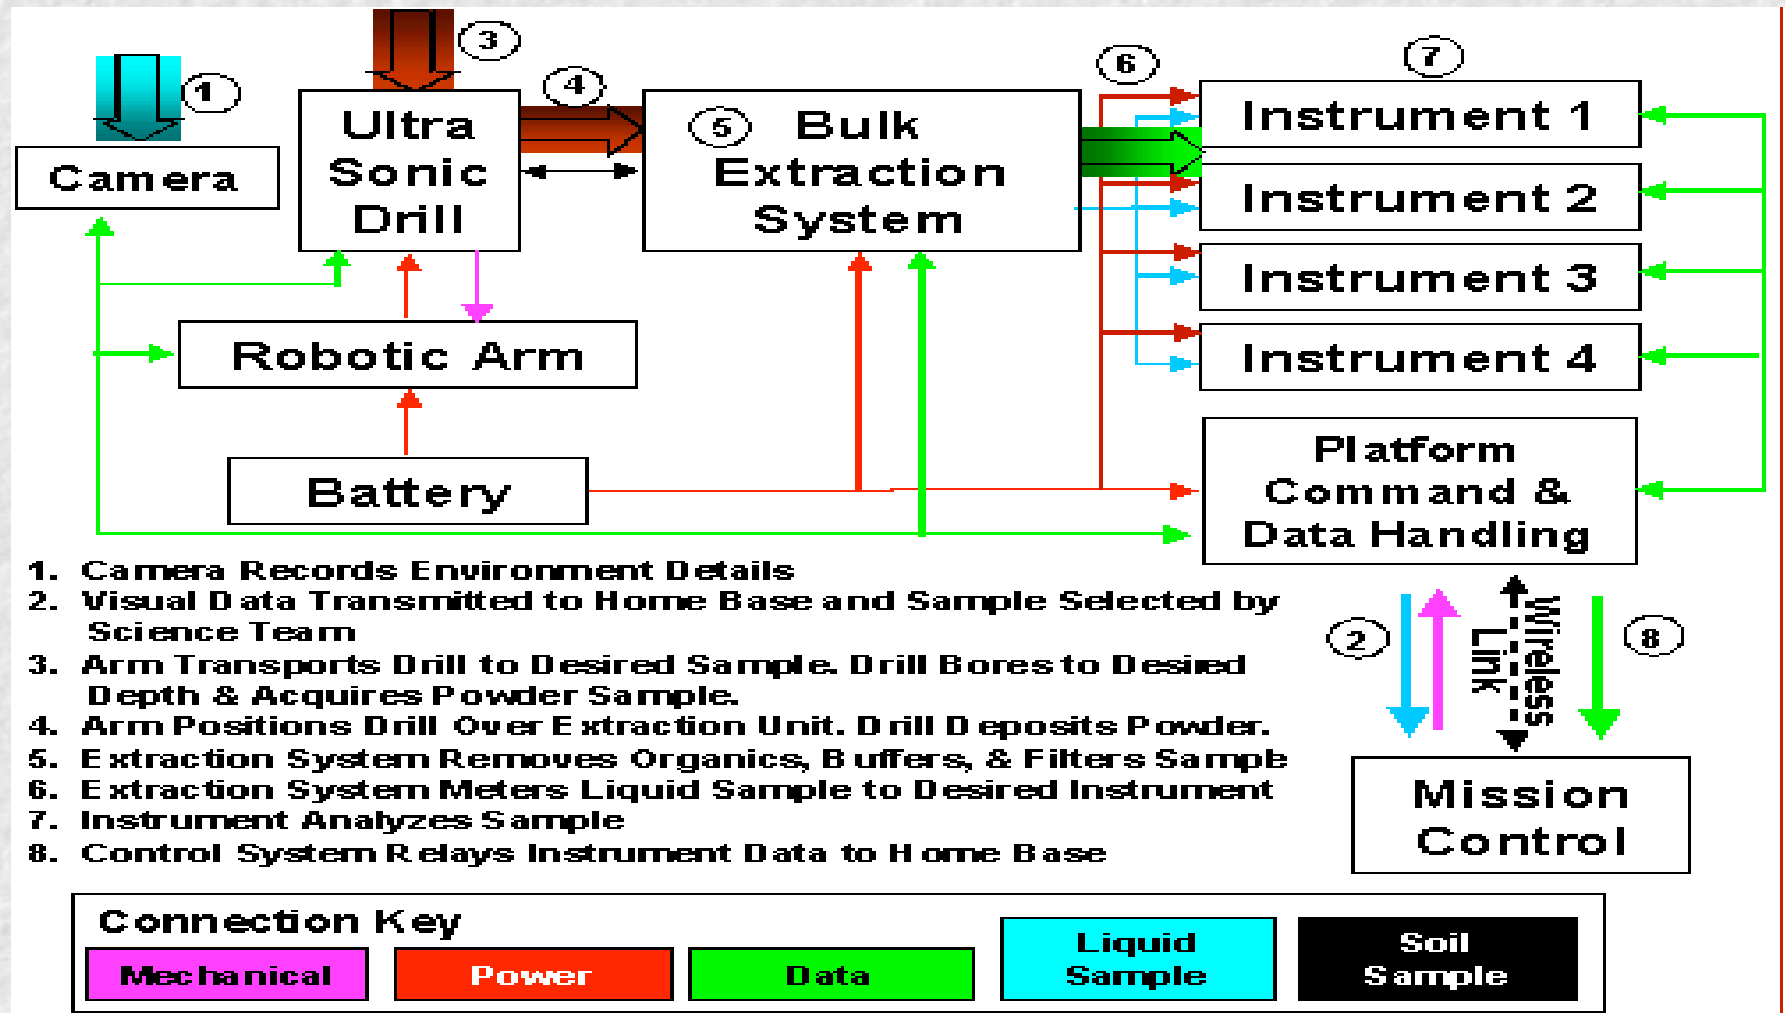 3
1
4
6
7
Camera
Ultra
Sonic
Drill
5
Bulk
Extraction
System
Instrument 1
Instrument 2
Instrument 3
Instrument 4
Robotic Arm
Battery
Platform
Command &
Data Handling
1. Camera Records Environment Details
2. Visual Data Transmitted to Home Base and Sample Selected by
Science Team
3. Arm Transports Drill to Desired Sample. Drill Bores to Desired
Depth & Acquires Powder Sample.
4. Arm Positions Drill Over Extraction Unit. Drill Deposits Powder.
5. Extraction System Removes Organics, Buffers, & Filters Sample
6. Extraction System Meters Liquid Sample to Desired Instrument
7. Instrument Analyzes Sample
8. Control System Relays Instrument Data to Home Base
2
Wireless
Link
8
Mission
Control
Connection Key
Mechanical
Power
Data
Liquid
Sample
Soil
Sample